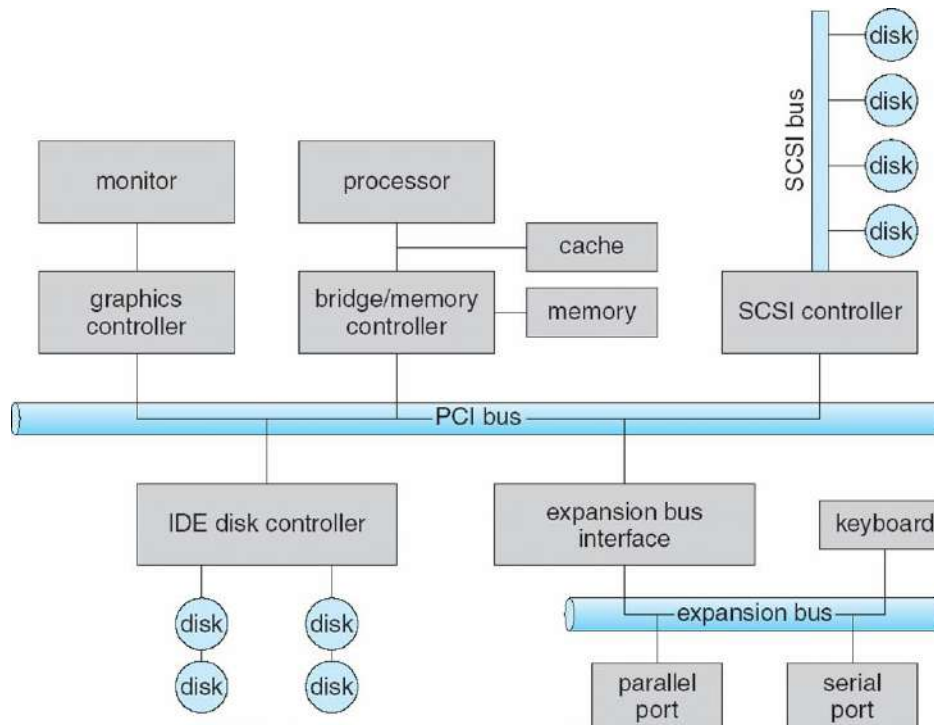 disk
disk
SCSI bus
disk
disk
monitor
processor
cache
graphics
controller
bridge/memory
controller
memory
SCSI controller
PCI bus
IDE disk controller
expansion bus
interface
keyboard
disk
disk
expansion bus
disk
disk
parallel
port
serial
port